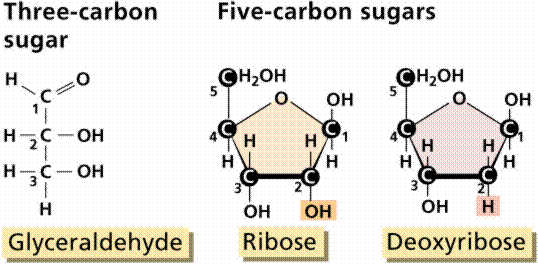 Three-carbon sugar
Five-carbon sugars
H O
C
1
H C OH
2
H C OH
3
H
Glyceraldehyde
CH₂OH
5
O OH
C C
4 1
H H H H
C C
3 2
OH OH
Ribose
CH₂OH
5
O OH
C C
4 1
H H H H
C C
3 2
OH H
Deoxyribose